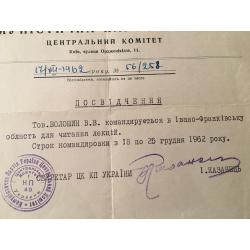 ЦЕНТРАЛЬНИЙ КОМІТЕТ
Київ, вулиця Орджонікідзе, 11.
17/XII-1962 року. № 56/258
ПОСВІДЧЕННЯ
Тов. ВОЛОШИН В.В. командирується в Івано-Франківську
область для читання лекцій.
Строк командировки з 18 по 25 грудня 1962 року.
СЕКРЕТАР ЦК КП УКРАЇНИ
І. КАЗАНЕЦЬ